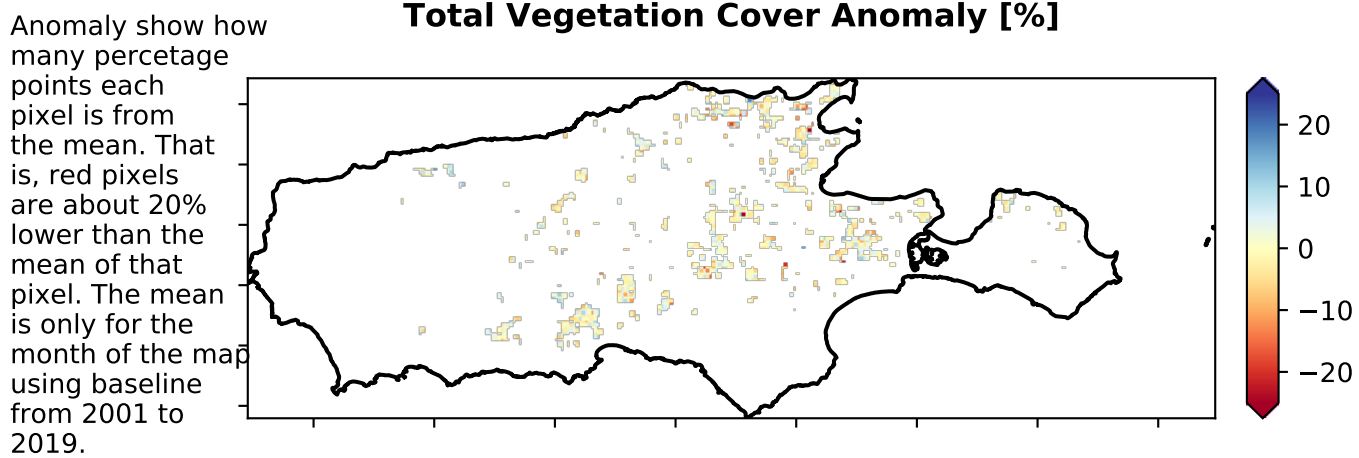 Total Vegetation Cover Anomaly [%]
Anomaly show how
many percetage
points each
pixel is from
the mean. That
is, red pixels
are about 20%
lower than the
mean of that
pixel. The mean
is only for the
month of the map
using baseline
from 2001 to
2019.
20
10
0
−10
−20